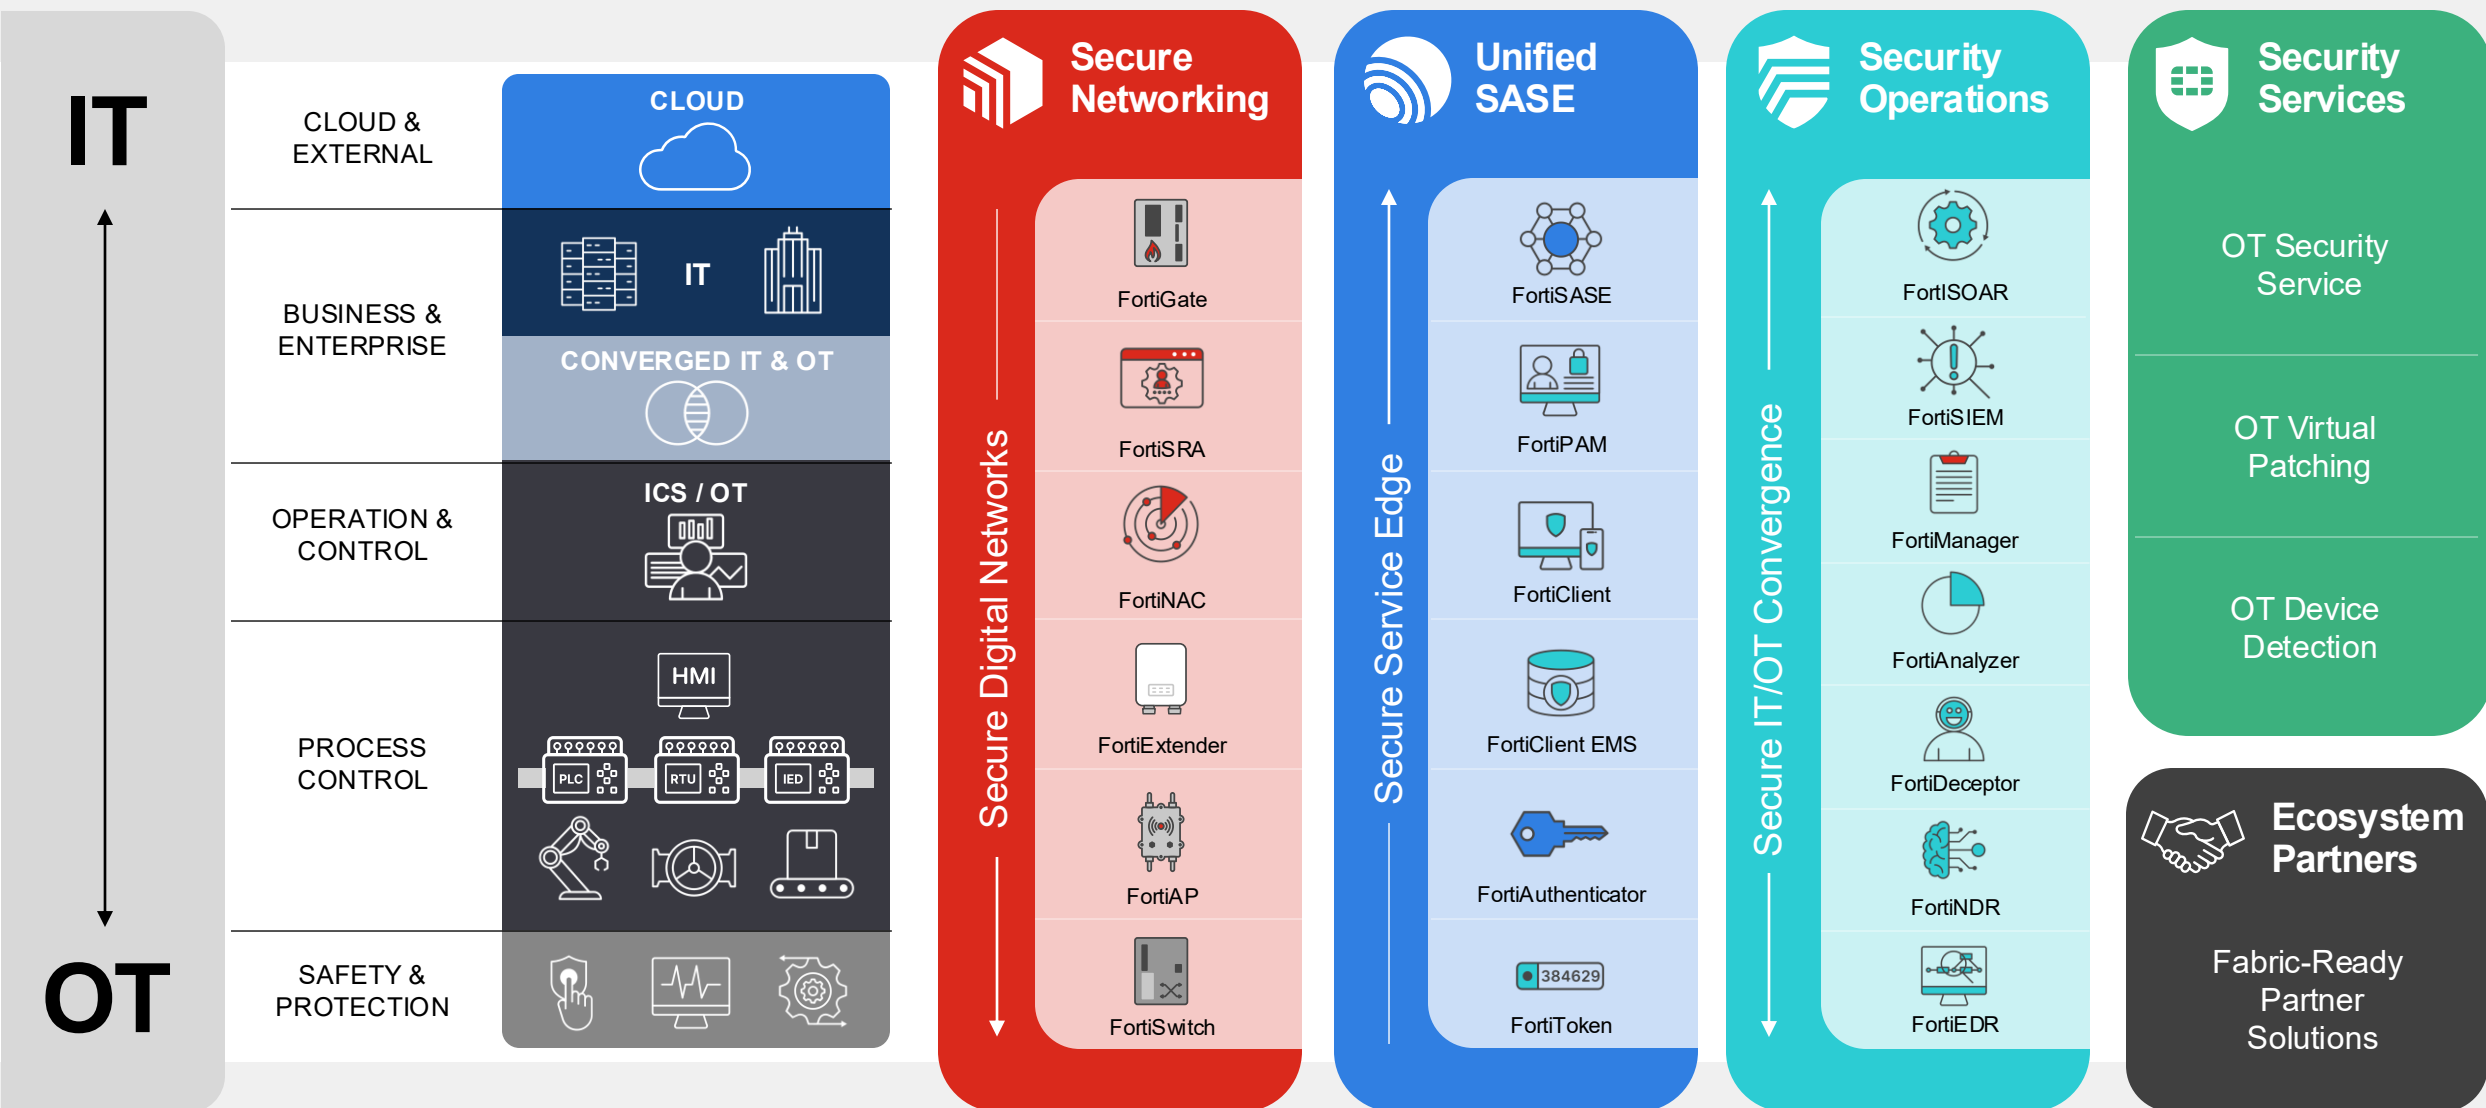 IT
OT
CLOUD &
EXTERNAL
BUSINESS &
ENTERPRISE
OPERATION &
CONTROL
PROCESS
CONTROL
SAFETY &
PROTECTION
CLOUD
IT
CONVERGED IT & OT
ICS / OT
HMI
PLC
RTU
IED
Secure
Networking
Secure Digital Networks
FortiGate
FortiSRA
FortiNAC
FortiExtender
FortiAP
FortiSwitch
Unified
SASE
Secure Service Edge
FortiSASE
FortiPAM
FortiClient
FortiClient EMS
FortiAuthenticator
384629
FortiToken
Security
Operations
Secure IT/OT Convergence
FortISOAR
FortiSIEM
FortiManager
FortiAnalyzer
FortiDeceptor
FortiNDR
FortiEDR
Security
Services
OT Security
Service
OT Virtual
Patching
OT Device
Detection
Ecosystem
Partners
Fabric-Ready
Partner
Solutions